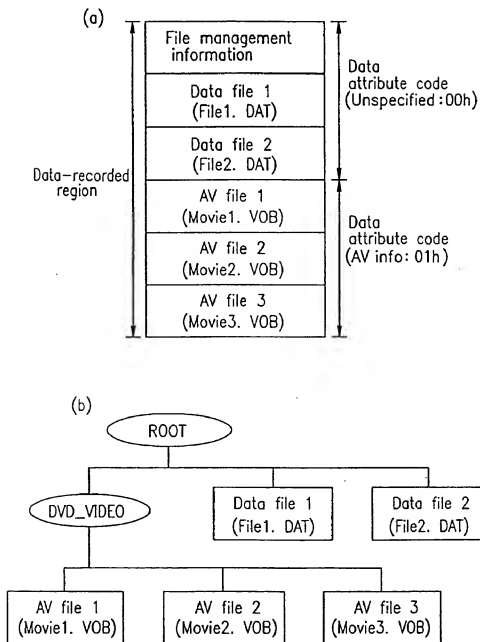 (a)
File management
information
Data file 1
(File1. DAT)
Data file 2
(File2. DAT)
AV file 1
(Movie1. VOB)
AV file 2
(Movie2. VOB)
AV file 3
(Movie3. VOB)
Data-recorded
region
Data
attribute code
(Unspecified:00h)
Data
attribute code
(AV info: 01h)
(b)
ROOT
DVD_VIDEO
Data file 1
(File1. DAT)
Data file 2
(File2. DAT)
AV file 1
(Movie1. VOB)
AV file 2
(Movie2. VOB)
AV file 3
(Movie3. VOB)